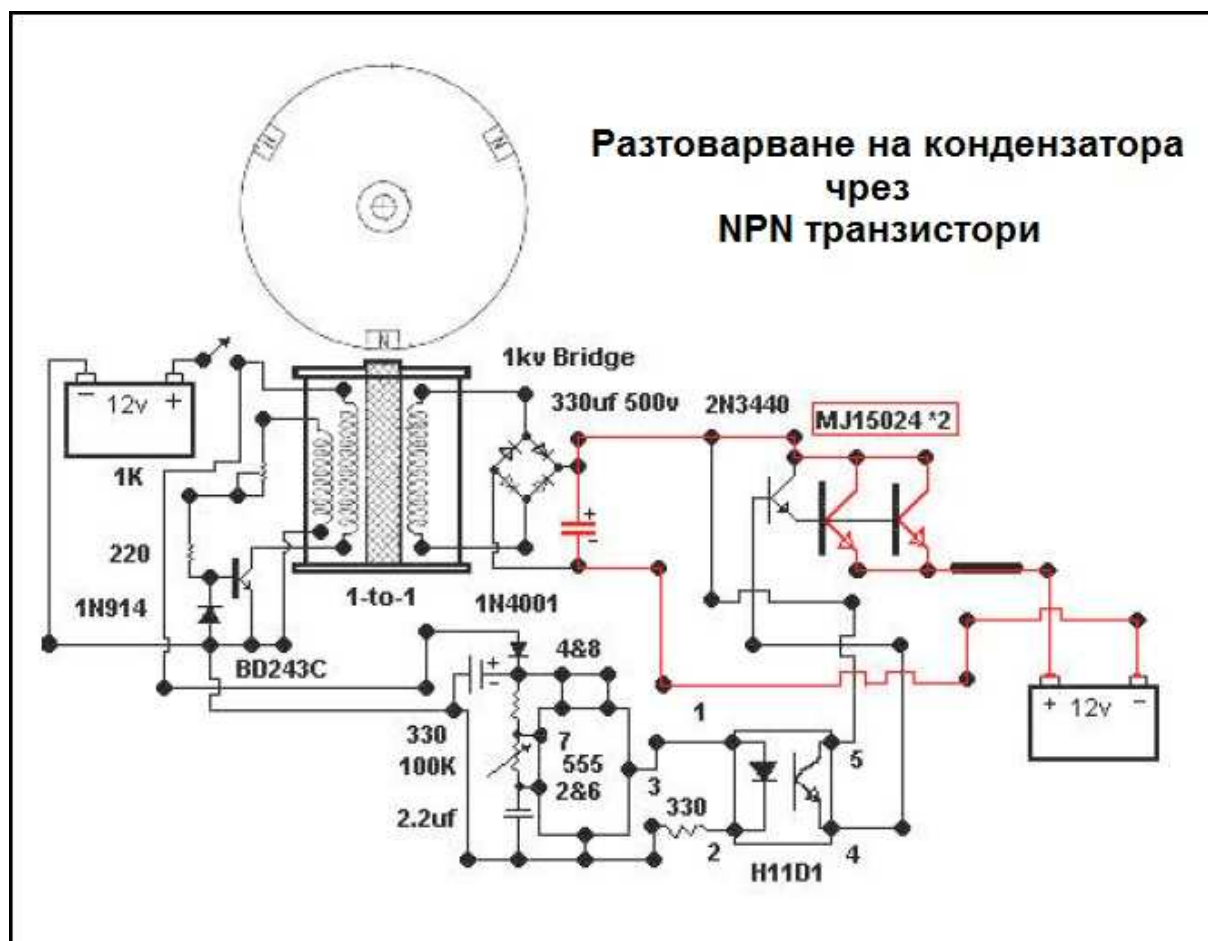 Разтоварване на кондензатора
чрез
NPN транзистори
N
N
N
1kv Bridge
330uf 500v
2N3440
MJ15024 *2
- 12v +
1K
220
1N914
BD243C
1-to-1
1N4001
4&8
+
-
+
-
330
100K
2.2uf
7
555
2&6
3
1
330
2
5
4
H11D1
+ 12v -